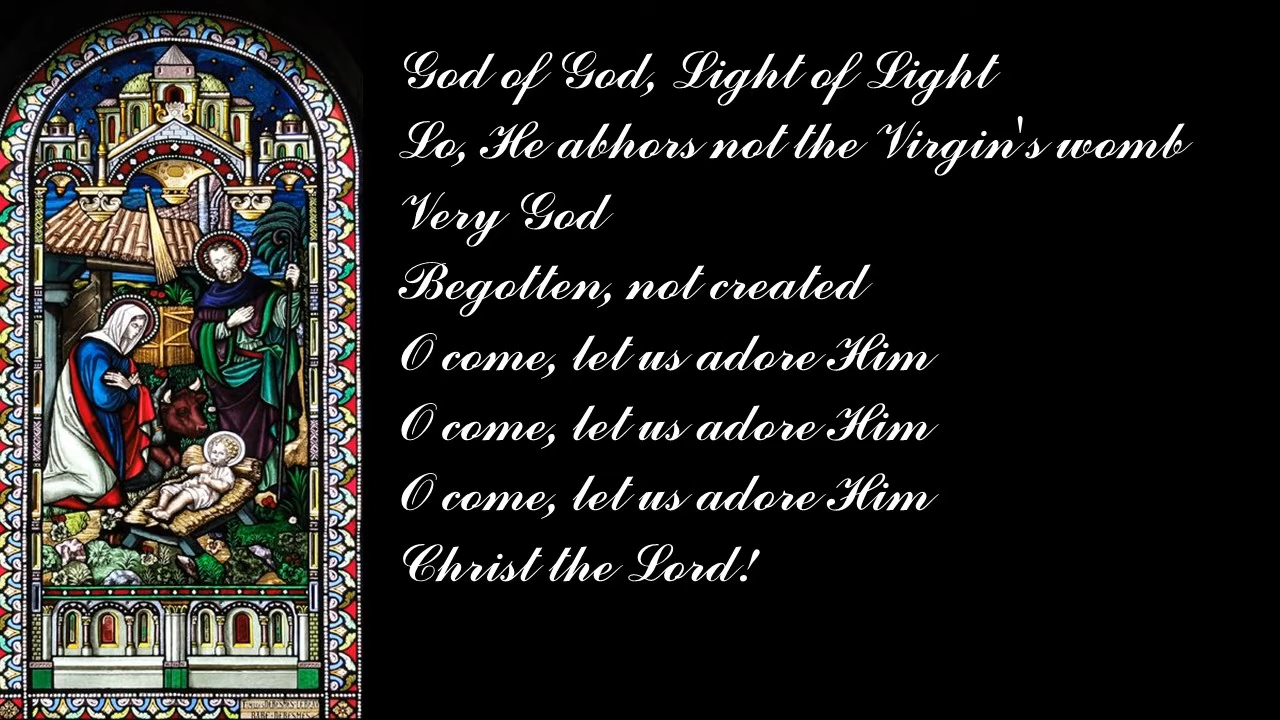 God of God, Light of Light
Lo, He abhors not the Virgin's womb
Very God
Begotten, not created
O come, let us adore Him
O come, let us adore Him
O come, let us adore Him
Christ the Lord!